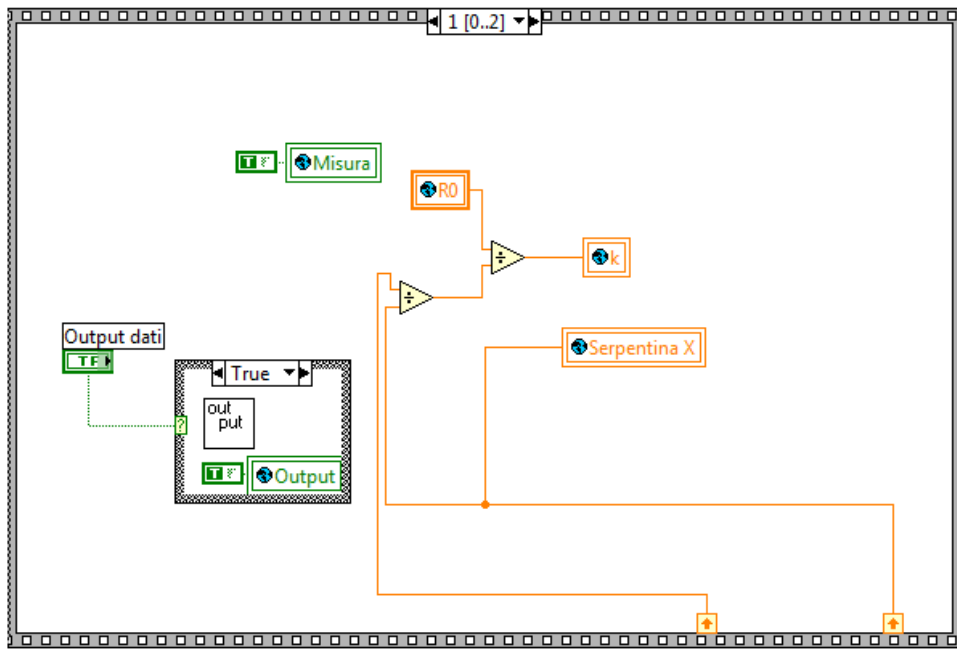 1 [0..2]
T F
Misura
R0
÷
k
÷
Output dati
TF
Serpentina X
True
out
put
?
T F
Output